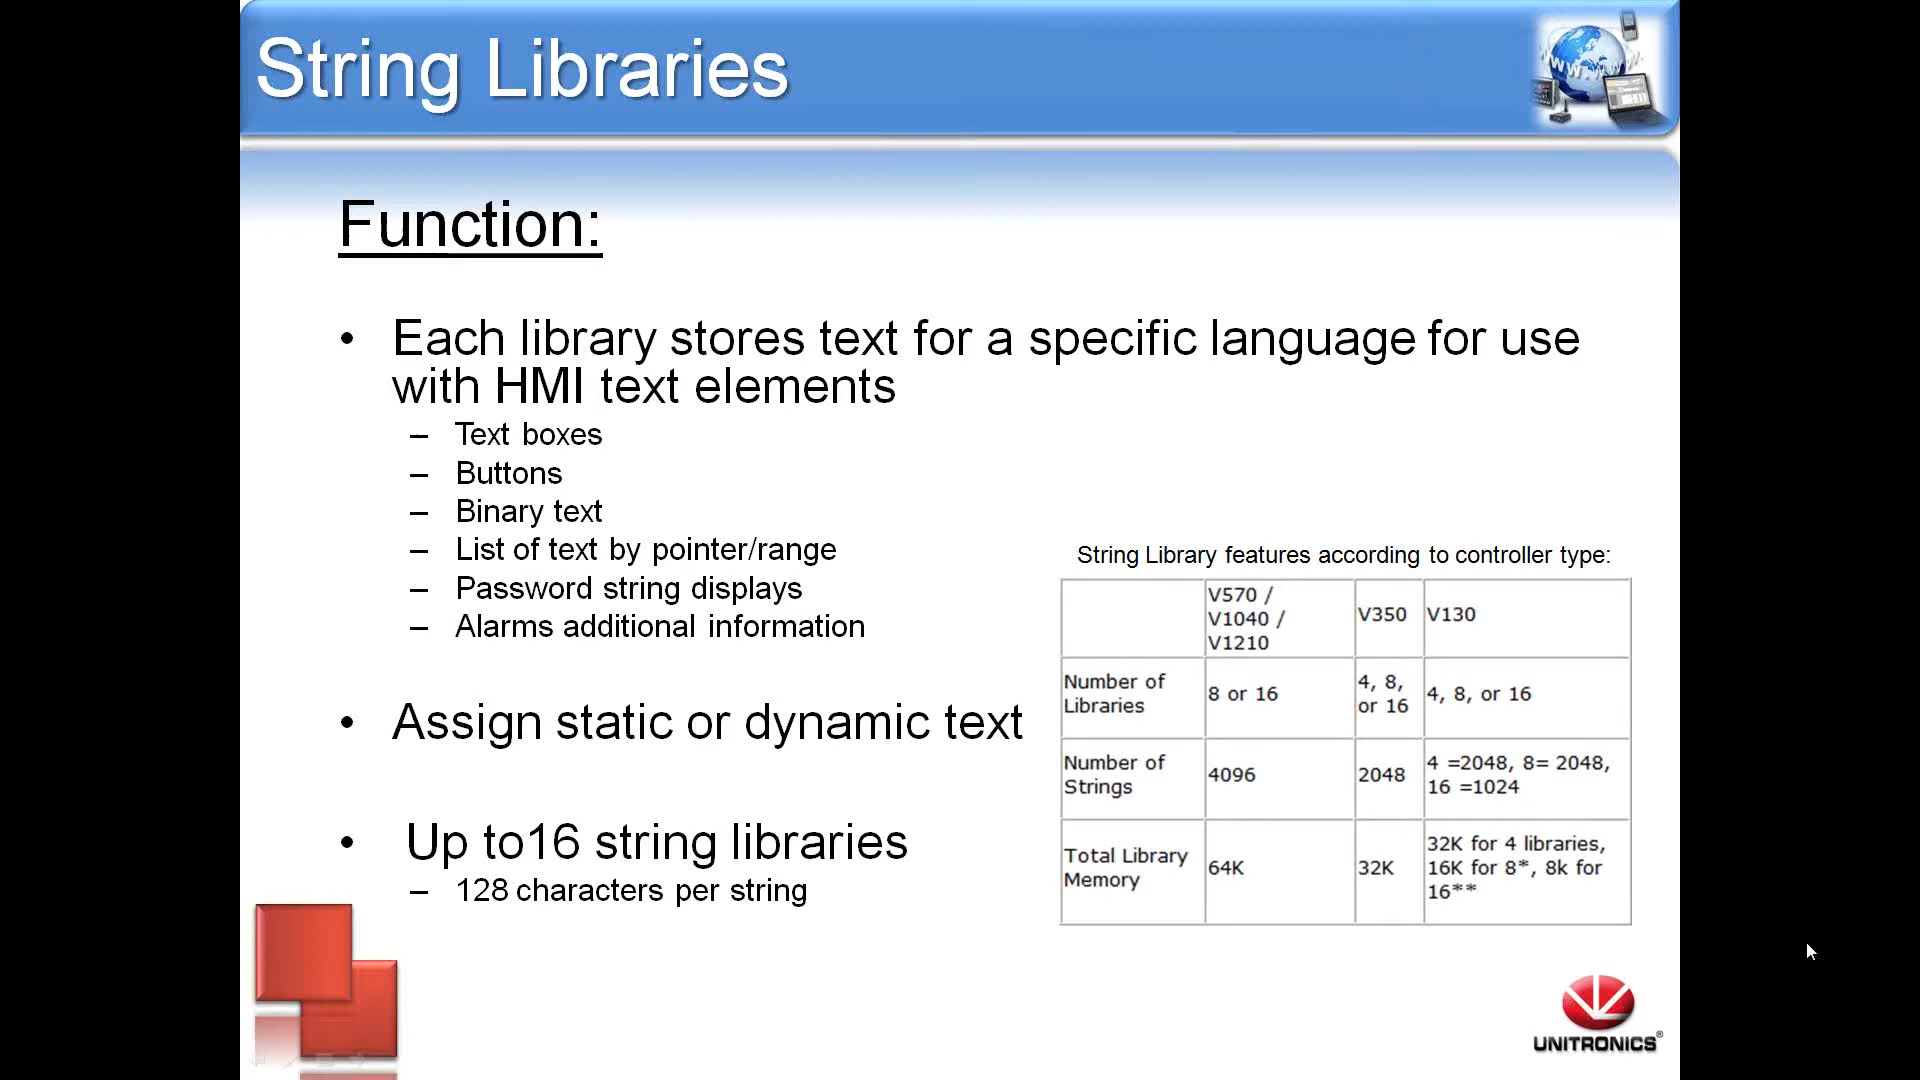 String Libraries
Function:
• Each library stores text for a specific language for use
with HMI text elements
– Text boxes
– Buttons
– Binary text
– List of text by pointer/range
– Password string displays
– Alarms additional information
• Assign static or dynamic text
• Up to16 string libraries
– 128 characters per string
String Library features according to controller type:
V570 /
V1040 /
V1210
V350
V130
Number of
Libraries
8 or 16
4, 8,
or 16
4, 8, or 16
Number of
Strings
4096
2048
4 =2048, 8= 2048,
16 =1024
Total Library
Memory
64K
32K
32K for 4 libraries,
16K for 8*, 8k for
16**
UNITRONICS®